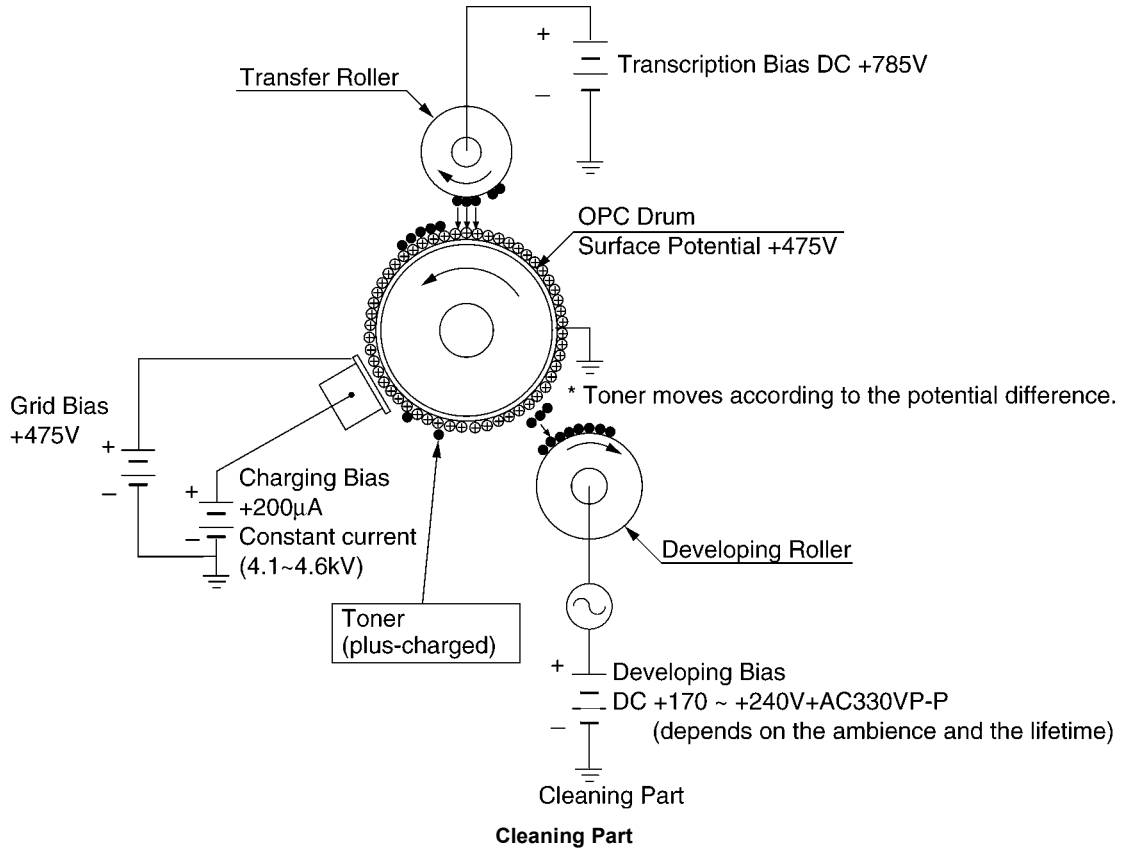 +
Transcription Bias DC +785V
–
Transfer Roller
OPC Drum
Surface Potential +475V
* Toner moves according to the potential difference.
Grid Bias
+475V
+
–
Charging Bias
+
+200μA
–
Constant current
(4.1~4.6kV)
Developing Roller
Toner
(plus-charged)
+
Developing Bias
DC +170 ~ +240V+AC330VP-P
–
(depends on the ambience and the lifetime)
Cleaning Part
Cleaning Part